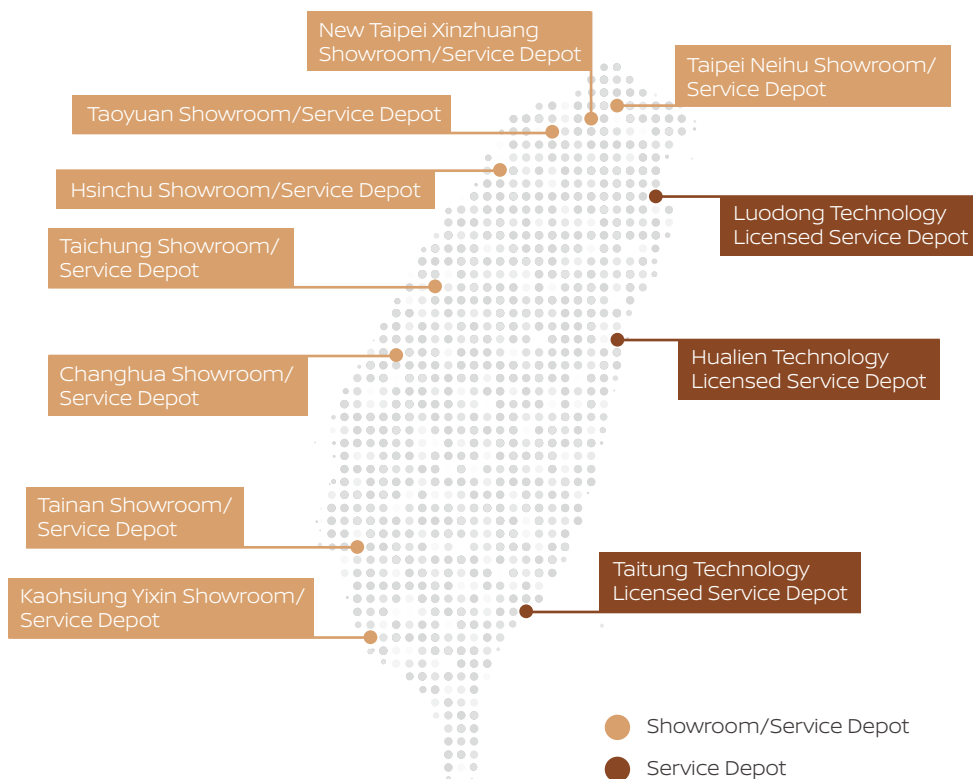 New Taipei Xinzhuang
Showroom/Service Depot
Taipei Neihu Showroom/
Service Depot
Taoyuan Showroom/Service Depot
Hsinchu Showroom/Service Depot
Luodong Technology
Licensed Service Depot
Taichung Showroom/
Service Depot
Hualien Technology
Licensed Service Depot
Changhua Showroom/
Service Depot
Tainan Showroom/
Service Depot
Taitung Technology
Licensed Service Depot
Kaohsiung Yixin Showroom/
Service Depot
Showroom/Service Depot
Service Depot